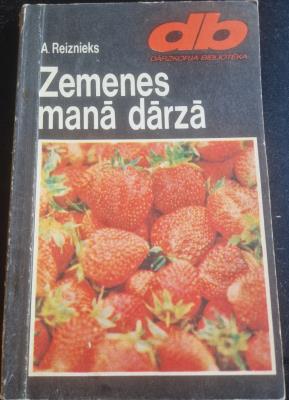 A. Reiznieks
db
DĀRZKOPJA BIBLIOTĒKA
Zemenes
manā dārzā